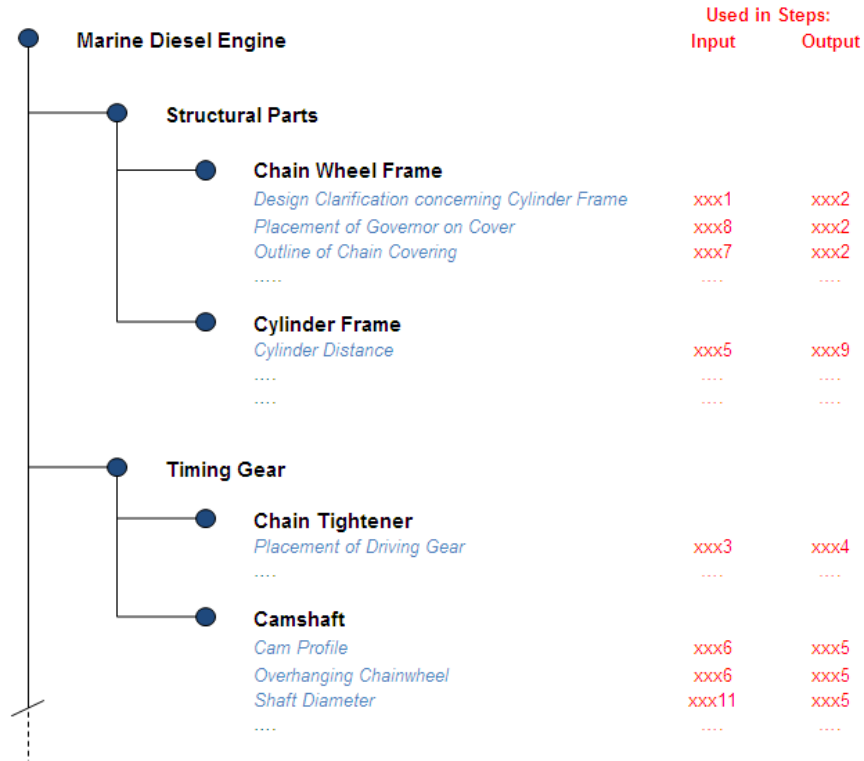 Used in Steps:
Marine Diesel Engine Input Output
Structural Parts
Chain Wheel Frame
Design Clarification concerning Cylinder Frame xxx1 xxx2
Placement of Governor on Cover xxx8 xxx2
Outline of Chain Covering xxx7 xxx2
..... .... ....
Cylinder Frame
Cylinder Distance xxx5 xxx9
.... .... ....
.... .... ....
Timing Gear
Chain Tightener
Placement of Driving Gear xxx3 xxx4
.... .... ....
Camshaft
Cam Profile xxx6 xxx5
Overhanging Chainwheel xxx6 xxx5
Shaft Diameter xxx11 xxx5
.... .... ....